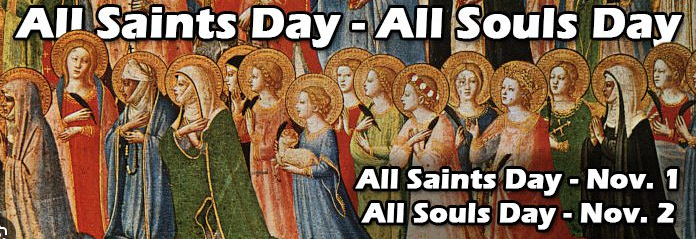 All Saints Day - All Souls Day
All Saints Day - Nov. 1
All Souls Day - Nov. 2